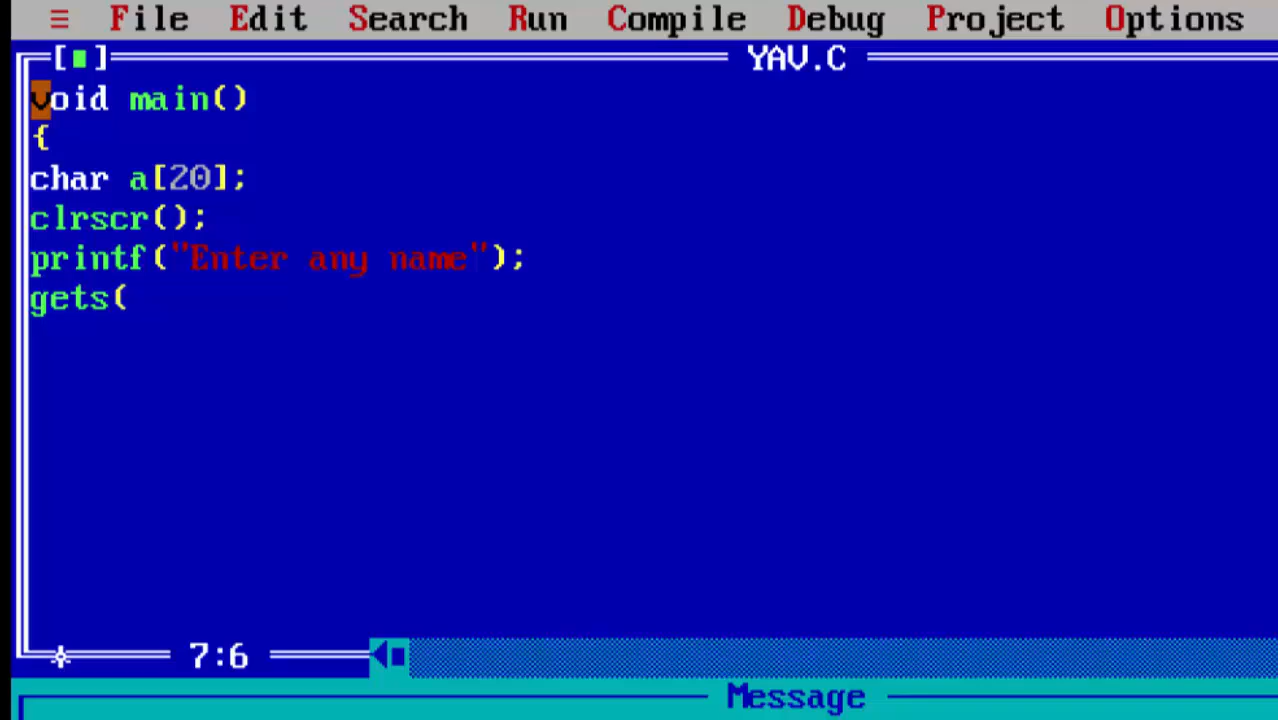 ≡ File Edit Search Run Compile Debug Project Options
[■] YAV.C
void main()
{
char a[20];
clrscr();
printf("Enter any name");
gets(
7:6
Message